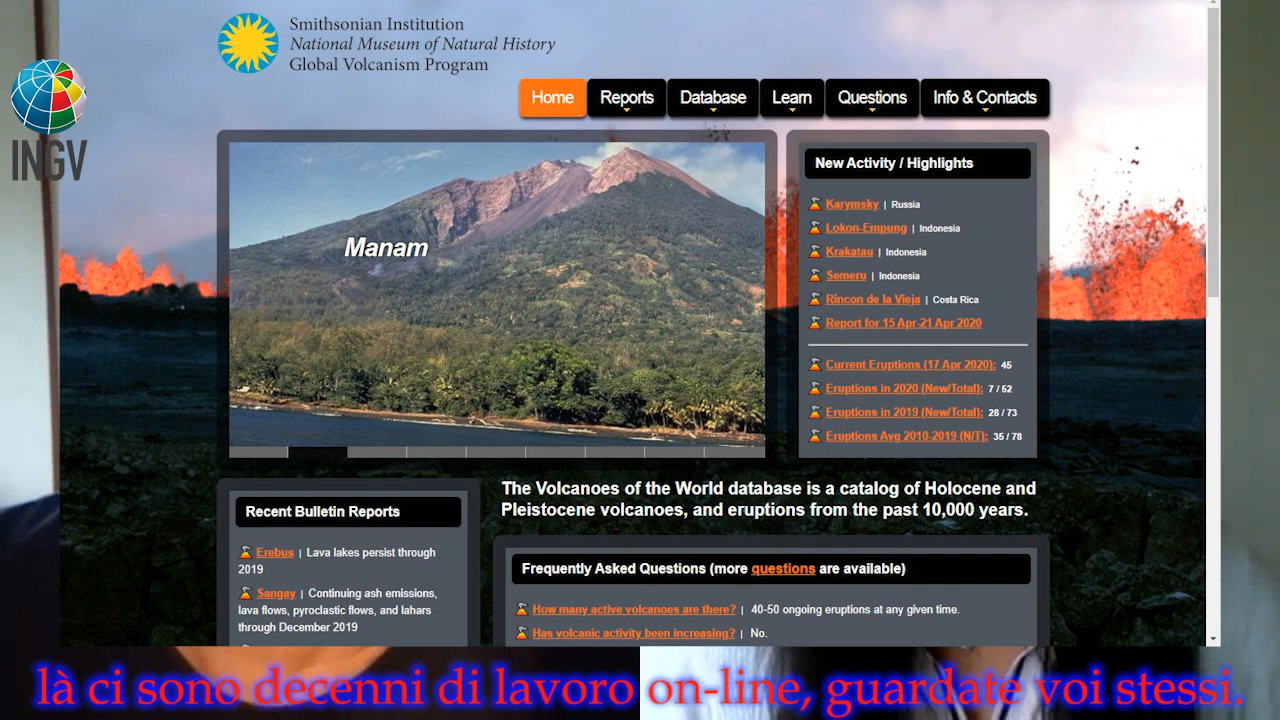 Smithsonian Institution
National Museum of Natural History
Global Volcanism Program
INGV
Home Reports Database Learn Questions Info & Contacts
Manam
New Activity / Highlights
Karymsky | Russia
Lokon-Empung | Indonesia
Krakatau | Indonesia
Semeru | Indonesia
Rincon de la Vieja | Costa Rica
Report for 15 Apr-21 Apr 2020
Current Eruptions (17 Apr 2020): 45
Eruptions in 2020 (New/Total): 7 / 52
Eruptions in 2019 (New/Total): 28 / 73
Eruptions Avg 2010-2019 (N/T): 35 / 78
Recent Bulletin Reports
Erebus | Lava lakes persist through
2019
Sangay | Continuing ash emissions,
lava flows, pyroclastic flows, and lahars
through December 2019
The Volcanoes of the World database is a catalog of Holocene and
Pleistocene volcanoes, and eruptions from the past 10,000 years.
Frequently Asked Questions (more questions are available)
How many active volcanoes are there? | 40-50 ongoing eruptions at any given time.
Has volcanic activity been increasing? | No.
là ci sono decenni di lavoro on-line, guardate voi stessi.